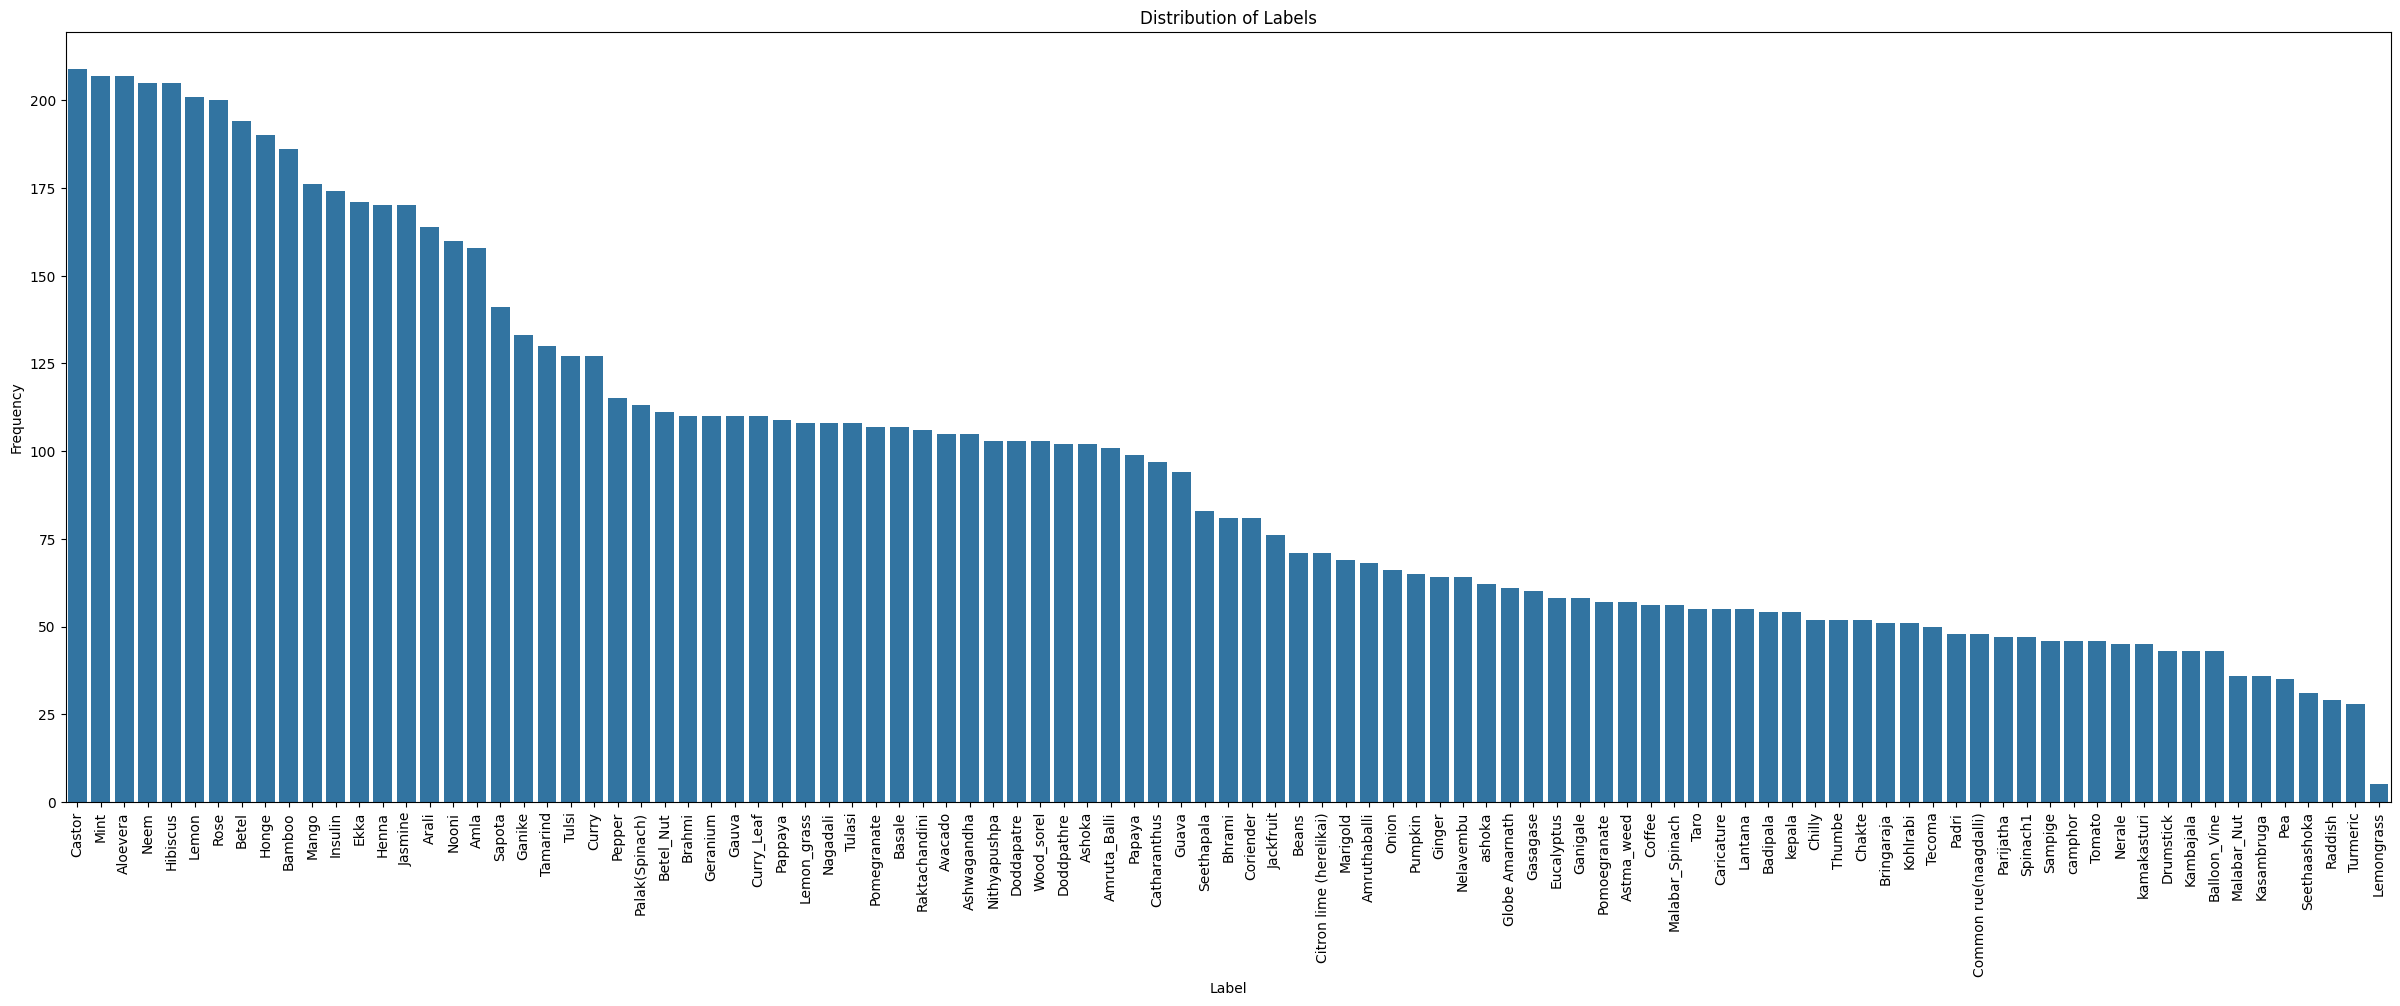 Distribution of Labels
Frequency
200
175
150
125
100
75
50
25
0
Castor
Mint
Aloevera
Neem
Hibiscus
Lemon
Rose
Betel
Honge
Bamboo
Mango
Insulin
Ekka
Henna
Jasmine
Arali
Nooni
Amla
Sapota
Ganike
Tamarind
Tulsi
Curry
Pepper
Palak(Spinach)
Betel_Nut
Brahmi
Geranium
Gauva
Curry_Leaf
Pappaya
Lemon_grass
Nagadali
Tulasi
Pomegranate
Basale
Raktachandini
Avacado
Ashwagandha
Nithyapushpa
Doddapatre
Wood_sorel
Doddpathre
Ashoka
Amruta_Balli
Papaya
Catharanthus
Guava
Seethapala
Bhrami
Coriender
Jackfruit
Beans
Citron lime (herelikai)
Marigold
Amruthaballi
Onion
Pumpkin
Ginger
Nelavembu
ashoka
Globe Amarnath
Gasagase
Eucalyptus
Ganigale
Pomoegranate
Astma_weed
Coffee
Malabar_Spinach
Taro
Caricature
Lantana
Badipala
kepala
Chilly
Thumbe
Chakte
Bringaraja
Kohlrabi
Tecoma
Padri
Common rue(naagdalli)
Parijatha
Spinach1
Sampige
camphor
Tomato
Nerale
kamakasturi
Drumstick
Kambajala
Balloon_Vine
Malabar_Nut
Kasambruga
Pea
Seethaashoka
Raddish
Turmeric
Lemongrass
Label